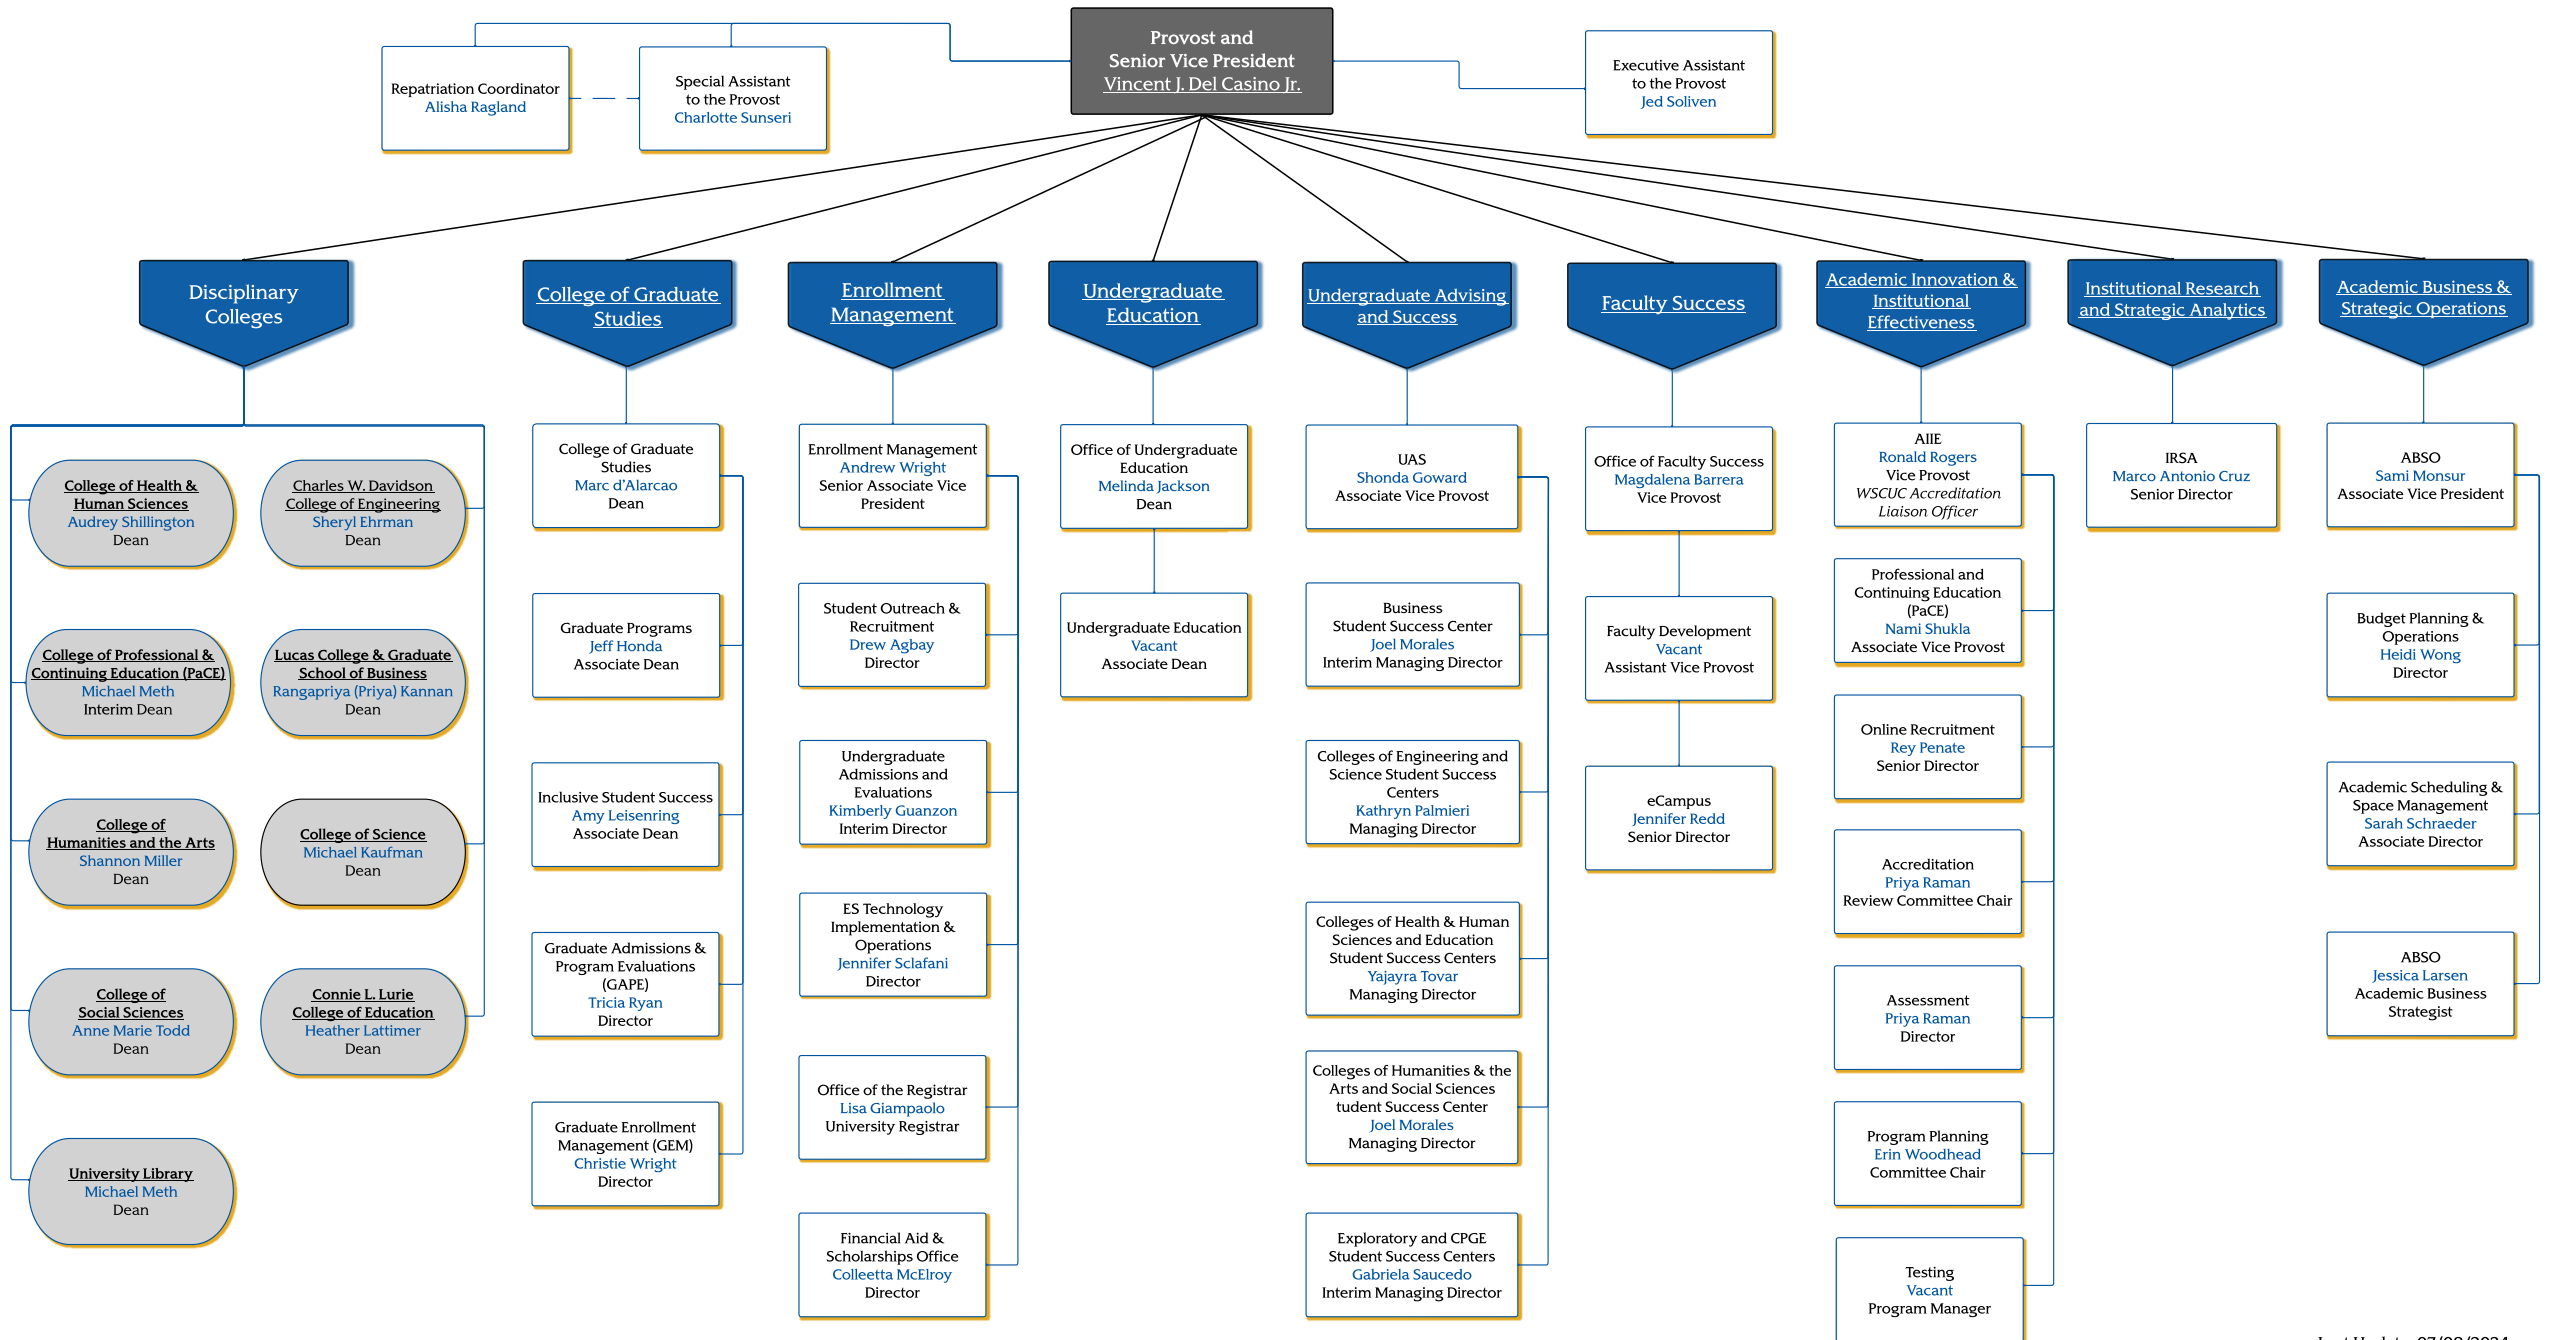 Provost and
Senior Vice President
Vincent J. Del Casino Jr.
Repatriation Coordinator
Alisha Ragland
Special Assistant
to the Provost
Charlotte Sunseri
Executive Assistant
to the Provost
Jed Soliven
Disciplinary
Colleges
College of Health &
Human Sciences
Audrey Shillington
Dean
Charles W. Davidson
College of Engineering
Sheryl Ehrman
Dean
College of Professional &
Continuing Education (PaCE)
Michael Meth
Interim Dean
Lucas College & Graduate
School of Business
Rangapriya (Priya) Kannan
Dean
College of
Humanities and the Arts
Shannon Miller
Dean
College of Science
Michael Kaufman
Dean
College of
Social Sciences
Anne Marie Todd
Dean
Connie L. Lurie
College of Education
Heather Lattimer
Dean
University Library
Michael Meth
Dean
College of Graduate
Studies
College of Graduate
Studies
Marc d'Alarcao
Dean
Graduate Programs
Jeff Honda
Associate Dean
Inclusive Student Success
Amy Leisenring
Associate Dean
Graduate Admissions &
Program Evaluations
(GAPE)
Tricia Ryan
Director
Graduate Enrollment
Management (GEM)
Christie Wright
Director
Enrollment
Management
Enrollment Management
Andrew Wright
Senior Associate Vice
President
Student Outreach &
Recruitment
Drew Agbay
Director
Undergraduate
Admissions and
Evaluations
Kimberly Guanzon
Interim Director
ES Technology
Implementation &
Operations
Jennifer Sclafani
Director
Office of the Registrar
Lisa Giampaolo
University Registrar
Financial Aid &
Scholarships Office
Colleetta McElroy
Director
Undergraduate
Education
Office of Undergraduate
Education
Melinda Jackson
Dean
Undergraduate Education
Vacant
Associate Dean
Undergraduate Advising
and Success
UAS
Shonda Goward
Associate Vice Provost
Business
Student Success Center
Joel Morales
Interim Managing Director
Colleges of Engineering and
Science Student Success
Centers
Kathryn Palmieri
Managing Director
Colleges of Health & Human
Sciences and Education
Student Success Centers
Yajayra Tovar
Managing Director
Colleges of Humanities & the
Arts and Social Sciences
tudent Success Center
Joel Morales
Managing Director
Exploratory and CPGE
Student Success Centers
Gabriela Saucedo
Interim Managing Director
Faculty Success
Office of Faculty Success
Magdalena Barrera
Vice Provost
Faculty Development
Vacant
Assistant Vice Provost
eCampus
Jennifer Redd
Senior Director
Academic Innovation &
Institutional
Effectiveness
AIIE
Ronald Rogers
Vice Provost
WSCUC Accreditation
Liaison Officer
Professional and
Continuing Education
(PaCE)
Nami Shukla
Associate Vice Provost
Online Recruitment
Rey Penate
Senior Director
Accreditation
Priya Raman
Review Committee Chair
Assessment
Priya Raman
Director
Program Planning
Erin Woodhead
Committee Chair
Testing
Vacant
Program Manager
Institutional Research
and Strategic Analytics
IRSA
Marco Antonio Cruz
Senior Director
Academic Business &
Strategic Operations
ABSO
Sami Monsur
Associate Vice President
Budget Planning &
Operations
Heidi Wong
Director
Academic Scheduling &
Space Management
Sarah Schraeder
Associate Director
ABSO
Jessica Larsen
Academic Business
Strategist